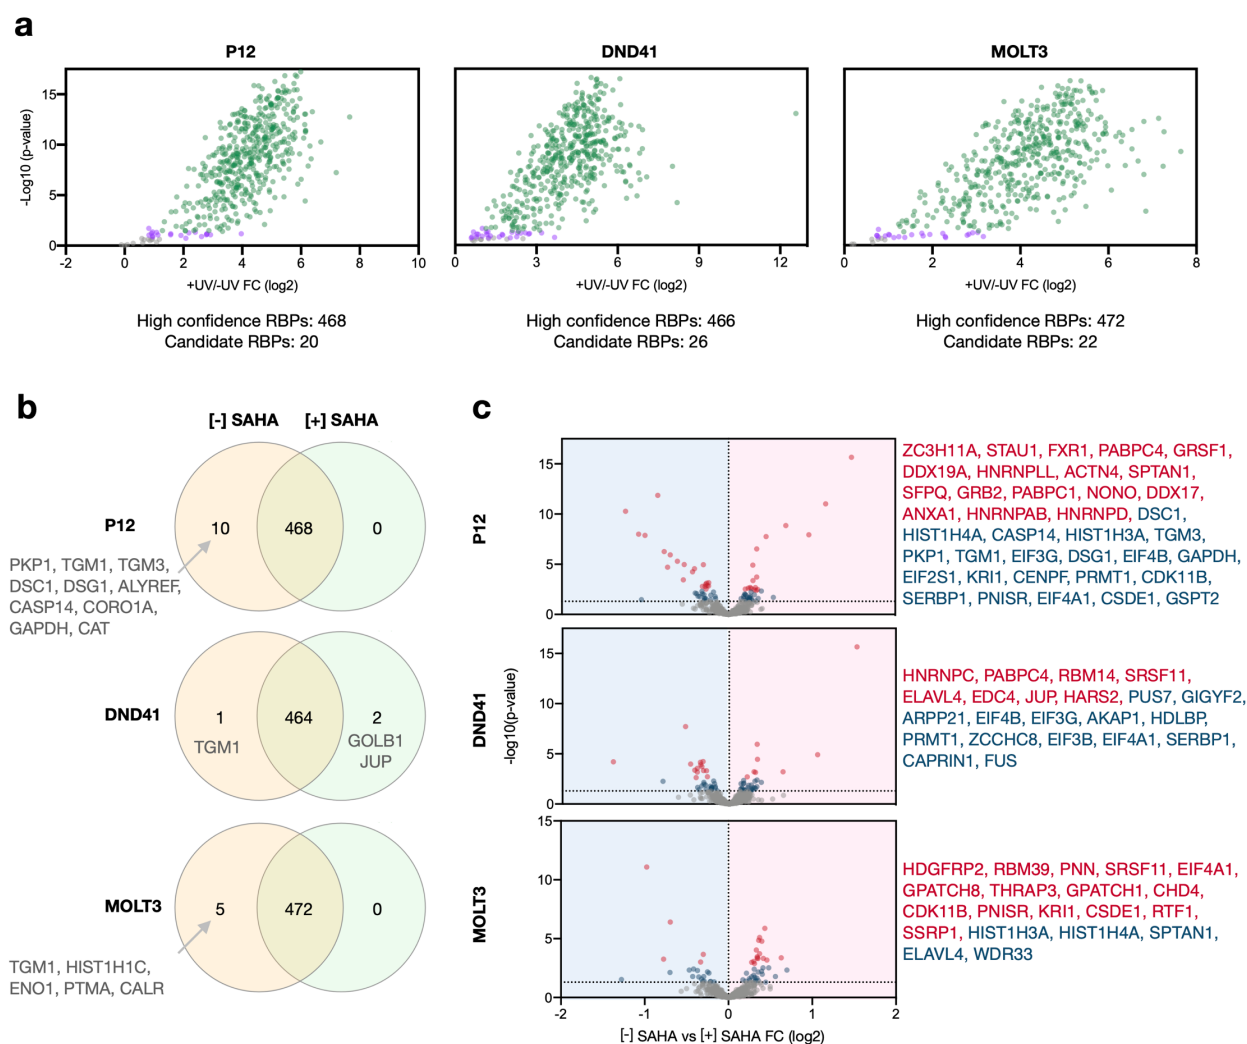 a
P12
DND41
MOLT3
-Log10 (p-value)
15
10
5
0
-2
0
2
4
6
8
10
0
3
6
9
12
0
2
4
6
8
+UV/-UV FC (log2)
+UV/-UV FC (log2)
+UV/-UV FC (log2)
High confidence RBPs: 468
Candidate RBPs: 20
High confidence RBPs: 466
Candidate RBPs: 26
High confidence RBPs: 472
Candidate RBPs: 22
b
[-] SAHA
[+] SAHA
P12
10
468
0
PKP1, TGM1, TGM3,
DSC1, DSG1, ALYREF,
CASP14, CORO1A,
GAPDH, CAT
DND41
1
TGM1
464
2
GOLB1
JUP
MOLT3
5
472
0
TGM1, HIST1H1C,
ENO1, PTMA, CALR
c
P12
15
10
5
0
ZC3H11A, STAU1, FXR1, PABPC4, GRSF1,
DDX19A, HNRNPLL, ACTN4, SPTAN1,
SFPQ, GRB2, PABPC1, NONO, DDX17,
ANXA1, HNRNPAB, HNRNPD, DSC1,
HIST1H4A, CASP14, HIST1H3A, TGM3,
PKP1, TGM1, EIF3G, DSG1, EIF4B, GAPDH,
EIF2S1, KRI1, CENPF, PRMT1, CDK11B,
SERBP1, PNISR, EIF4A1, CSDE1, GSPT2
DND41
-log10(p-value)
15
10
5
0
HNRNPC, PABPC4, RBM14, SRSF11,
ELAVL4, EDC4, JUP, HARS2, PUS7, GIGYF2,
ARPP21, EIF4B, EIF3G, AKAP1, HDLBP,
PRMT1, ZCCHC8, EIF3B, EIF4A1, SERBP1,
CAPRIN1, FUS
MOLT3
15
10
5
0
-2
-1
0
1
2
[-] SAHA vs [+] SAHA FC (log2)
HDGFRP2, RBM39, PNN, SRSF11, EIF4A1,
GPATCH8, THRAP3, GPATCH1, CHD4,
CDK11B, PNISR, KRI1, CSDE1, RTF1,
SSRP1, HIST1H3A, HIST1H4A, SPTAN1,
ELAVL4, WDR33